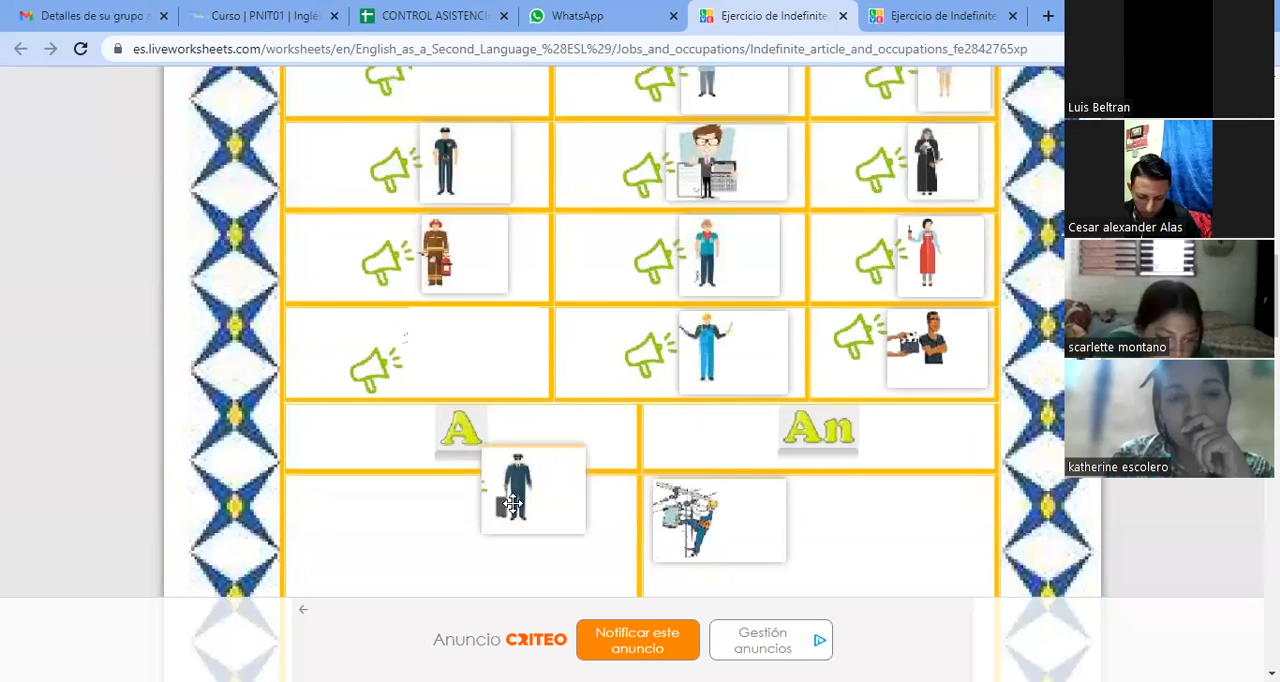 Detalles de su grupo a
Curso | PNIT01 | Inglé
CONTROL ASISTENCI
WhatsApp
Ejercicio de Indefinite
Ejercicio de Indefinite
es.liveworksheets.com/worksheets/en/English_as_a_Second_Language_%28ESL%29/Jobs_and_occupations/Indefinite_article_and_occupations_fe2842765xp
Luis Beltran
Cesar alexander Alas
scarlette montano
A
An
katherine escolero
Anuncio CRITEO
Notificar este
anuncio
Gestión
anuncios